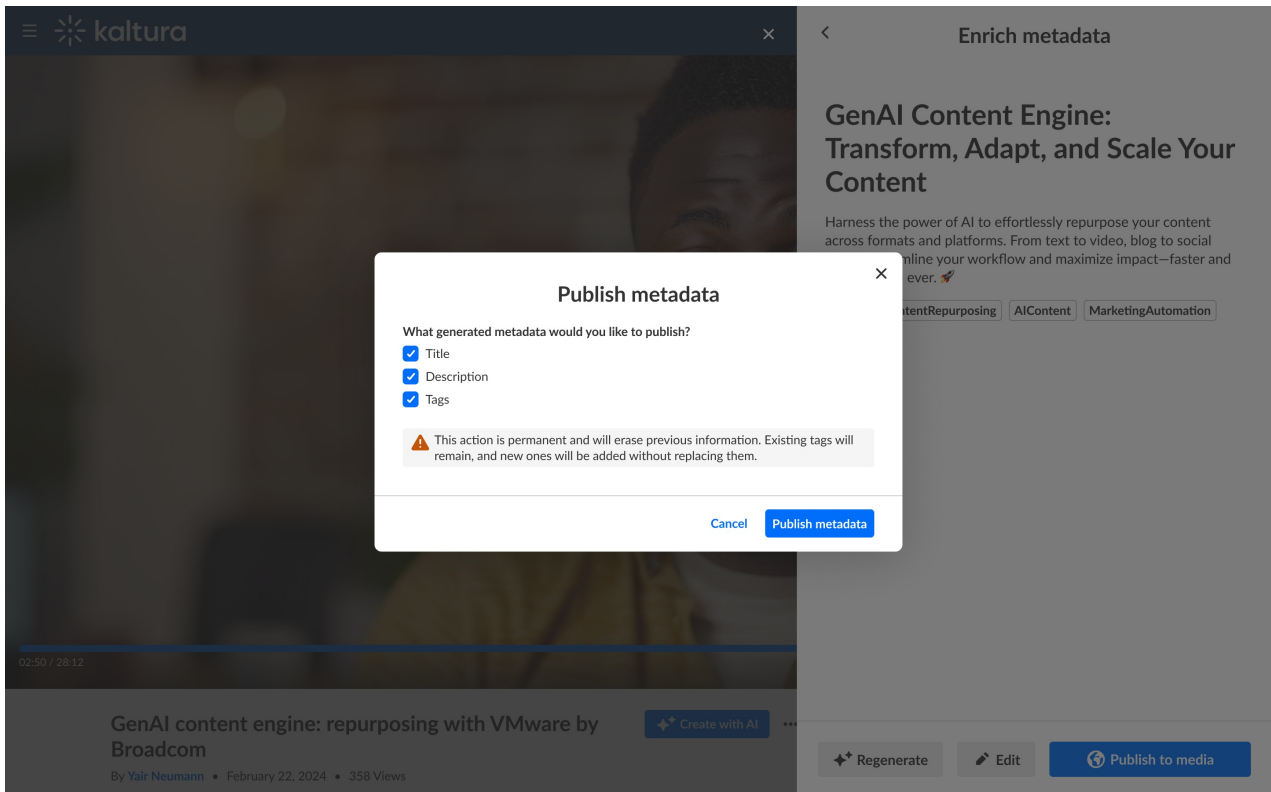 kaltura
Enrich metadata
GenAI Content Engine:
Transform, Adapt, and Scale Your
Content
Harness the power of AI to effortlessly repurpose your content
across formats and platforms. From text to video, blog to social
mline your workflow and maximize impact—faster and
ever. 🚀
ntentRepurposing
AIContent
MarketingAutomation
Publish metadata
What generated metadata would you like to publish?
Title
Description
Tags
This action is permanent and will erase previous information. Existing tags will
remain, and new ones will be added without replacing them.
Cancel
Publish metadata
02:50 / 28:12
GenAI content engine: repurposing with VMware by
Broadcom
Create with AI
By Yair Neumann • February 22, 2024 • 358 Views
Regenerate
Edit
Publish to media